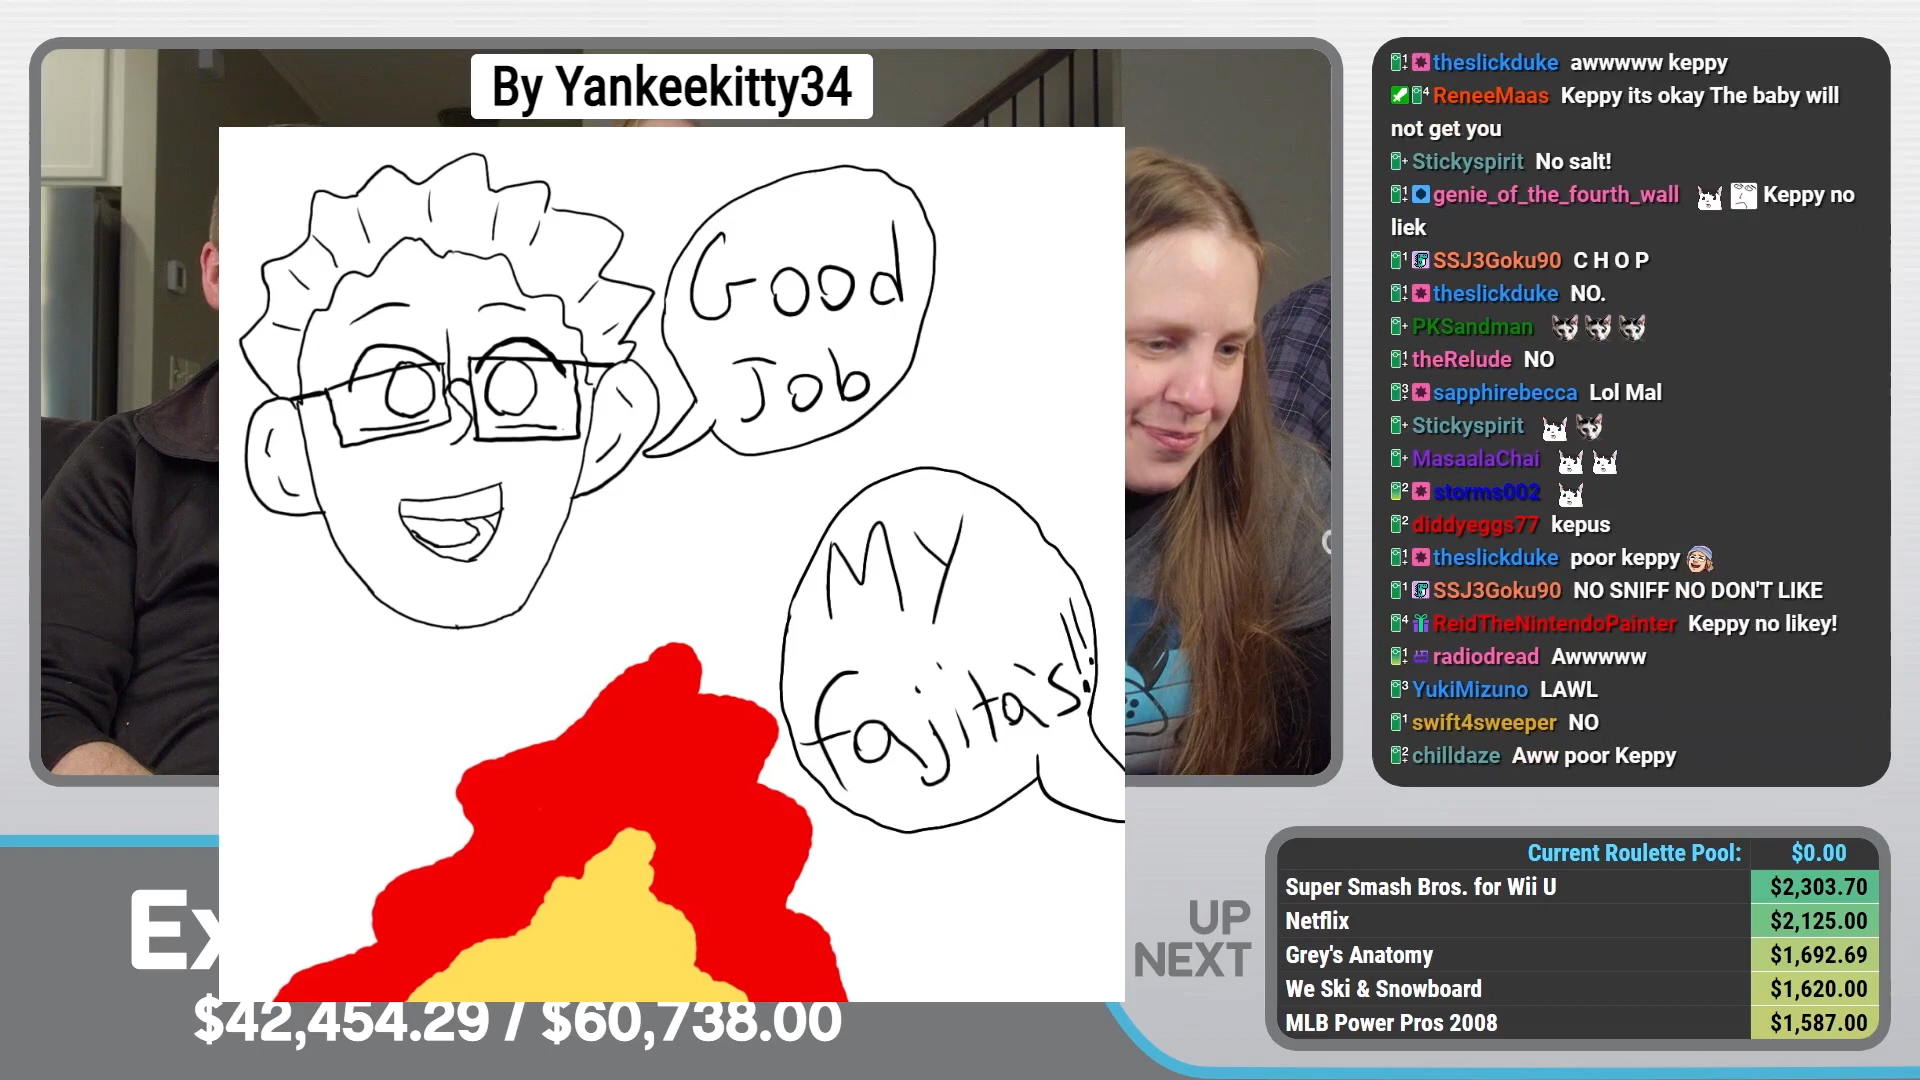 By Yankeekitty34
Good
Job
MY
fajita's!!
Ex
$42,454.29 / $60,738.00
theslickduke awwwww keppy
ReneeMaas Keppy its okay The baby will
not get you
Stickyspirit No salt!
genie_of_the_fourth_wall Keppy no
liek
SSJ3Goku90 C H O P
theslickduke NO.
PKSandman
theRelude NO
sapphirebecca Lol Mal
Stickyspirit
MasaalaChai
storms002
diddyeggs77 kepus
theslickduke poor keppy
SSJ3Goku90 NO SNIFF NO DON'T LIKE
ReidTheNintendoPainter Keppy no likey!
radiodread Awwwww
YukiMizuno LAWL
swift4sweeper NO
chilldaze Aww poor Keppy
UP
NEXT
Current Roulette Pool: $0.00
Super Smash Bros. for Wii U $2,303.70
Netflix $2,125.00
Grey's Anatomy $1,692.69
We Ski & Snowboard $1,620.00
MLB Power Pros 2008 $1,587.00